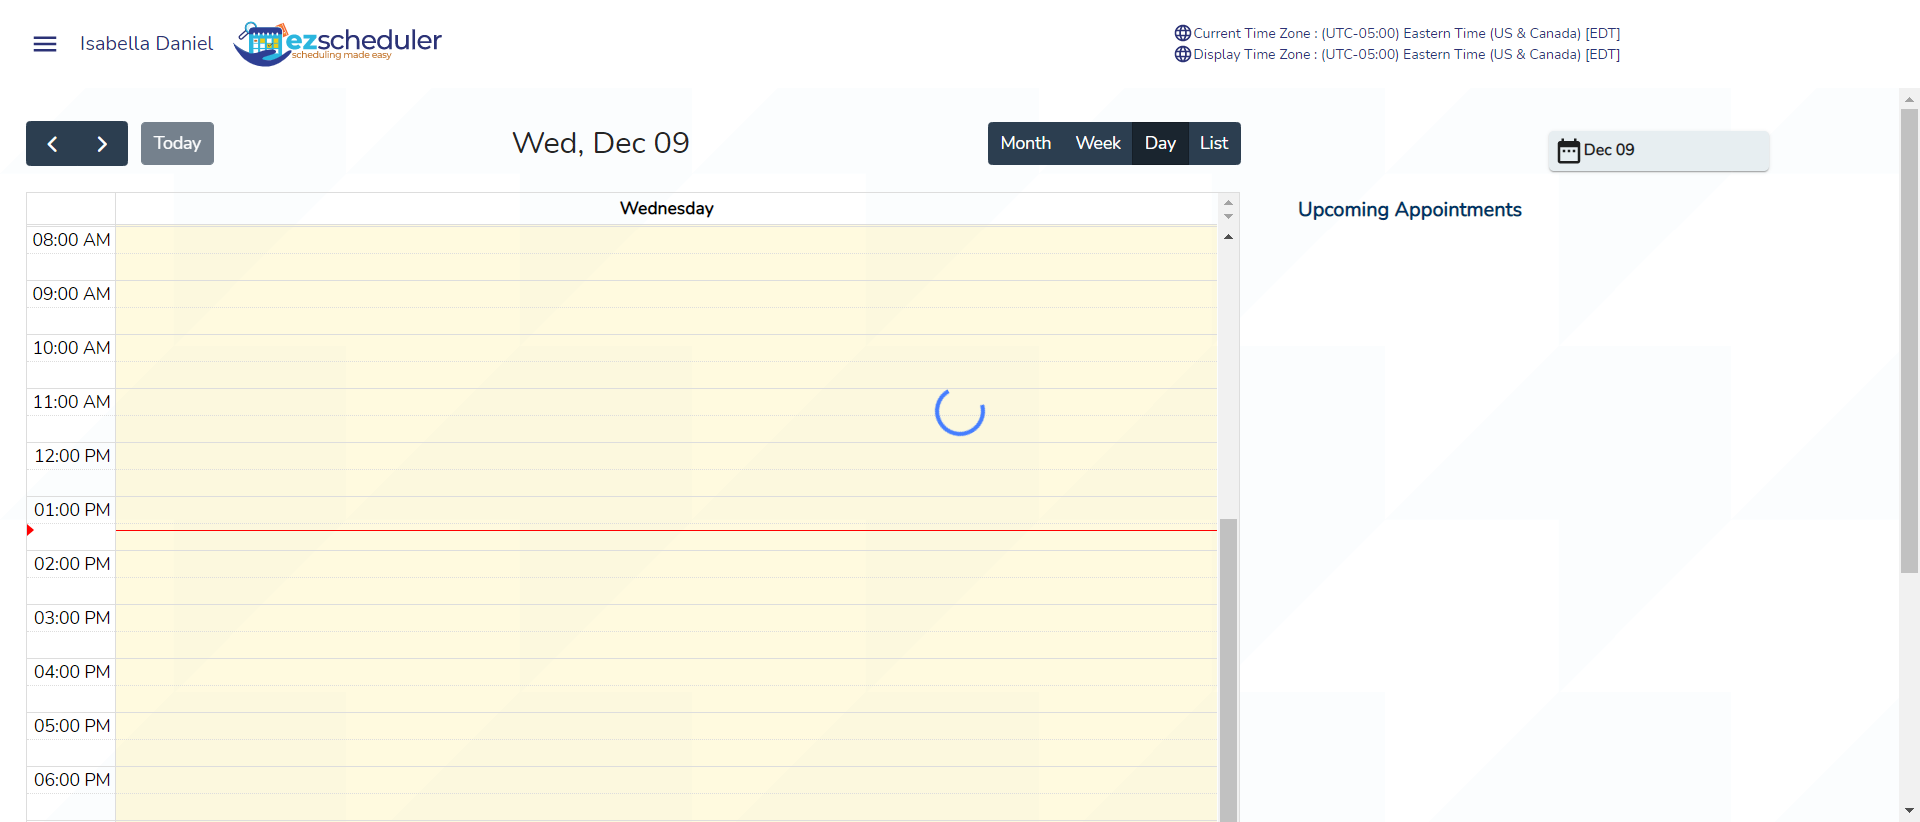 Isabella Daniel
ezscheduler
scheduling made easy
Current Time Zone : (UTC-05:00) Eastern Time (US & Canada) [EDT]
Display Time Zone : (UTC-05:00) Eastern Time (US & Canada) [EDT]
Today
Wed, Dec 09
Month Week Day List
Dec 09
Wednesday
Upcoming Appointments
08:00 AM
09:00 AM
10:00 AM
11:00 AM
12:00 PM
01:00 PM
02:00 PM
03:00 PM
04:00 PM
05:00 PM
06:00 PM